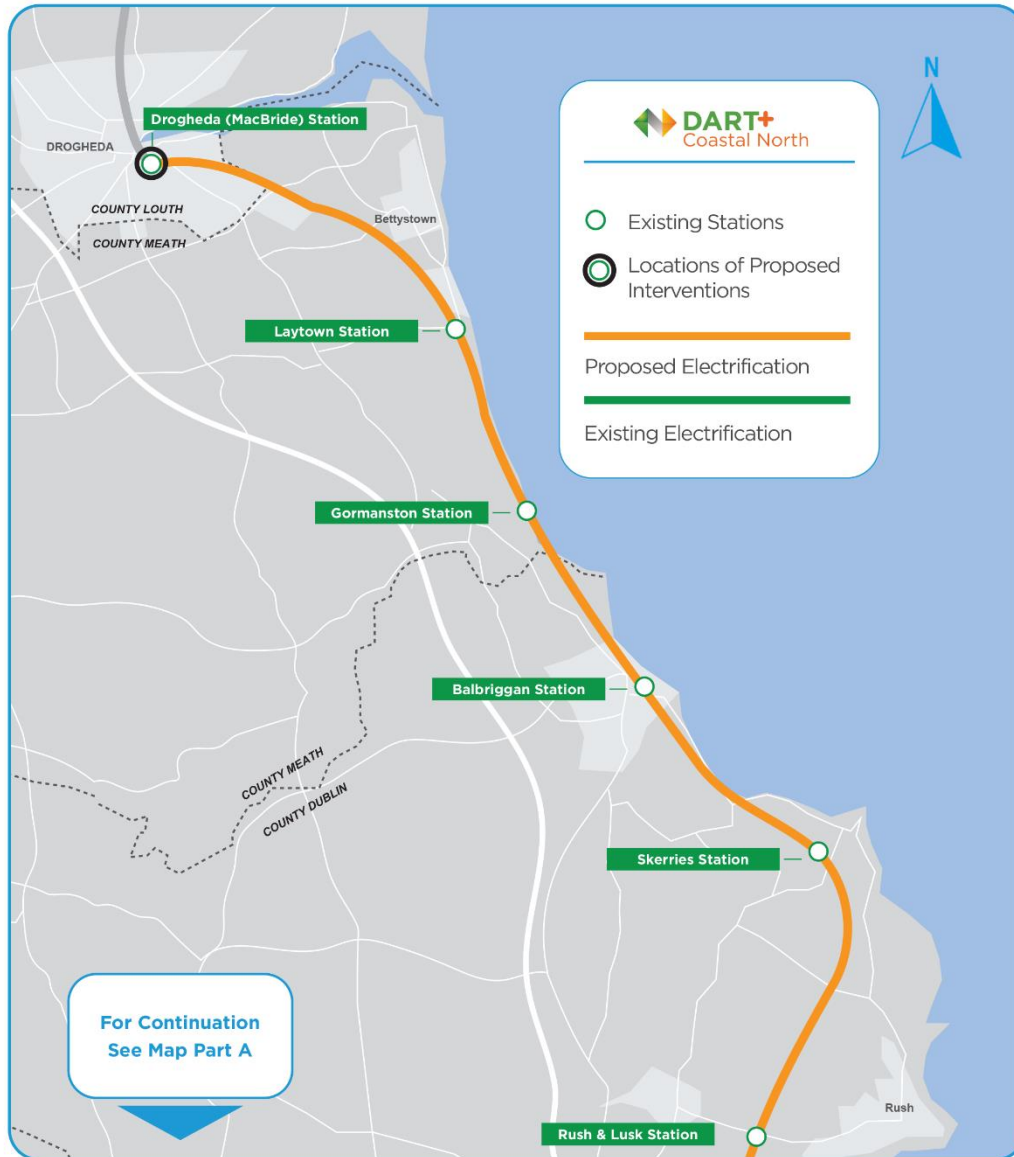 N
DART+
Coastal North
Existing Stations
Locations of Proposed
Interventions
Proposed Electrification
Existing Electrification
Drogheda (MacBride) Station
DROGHEDA
COUNTY LOUTH
COUNTY MEATH
Bettystown
Laytown Station
Gormanston Station
Balbriggan Station
COUNTY MEATH
COUNTY DUBLIN
Skerries Station
For Continuation
See Map Part A
Rush
Rush & Lusk Station